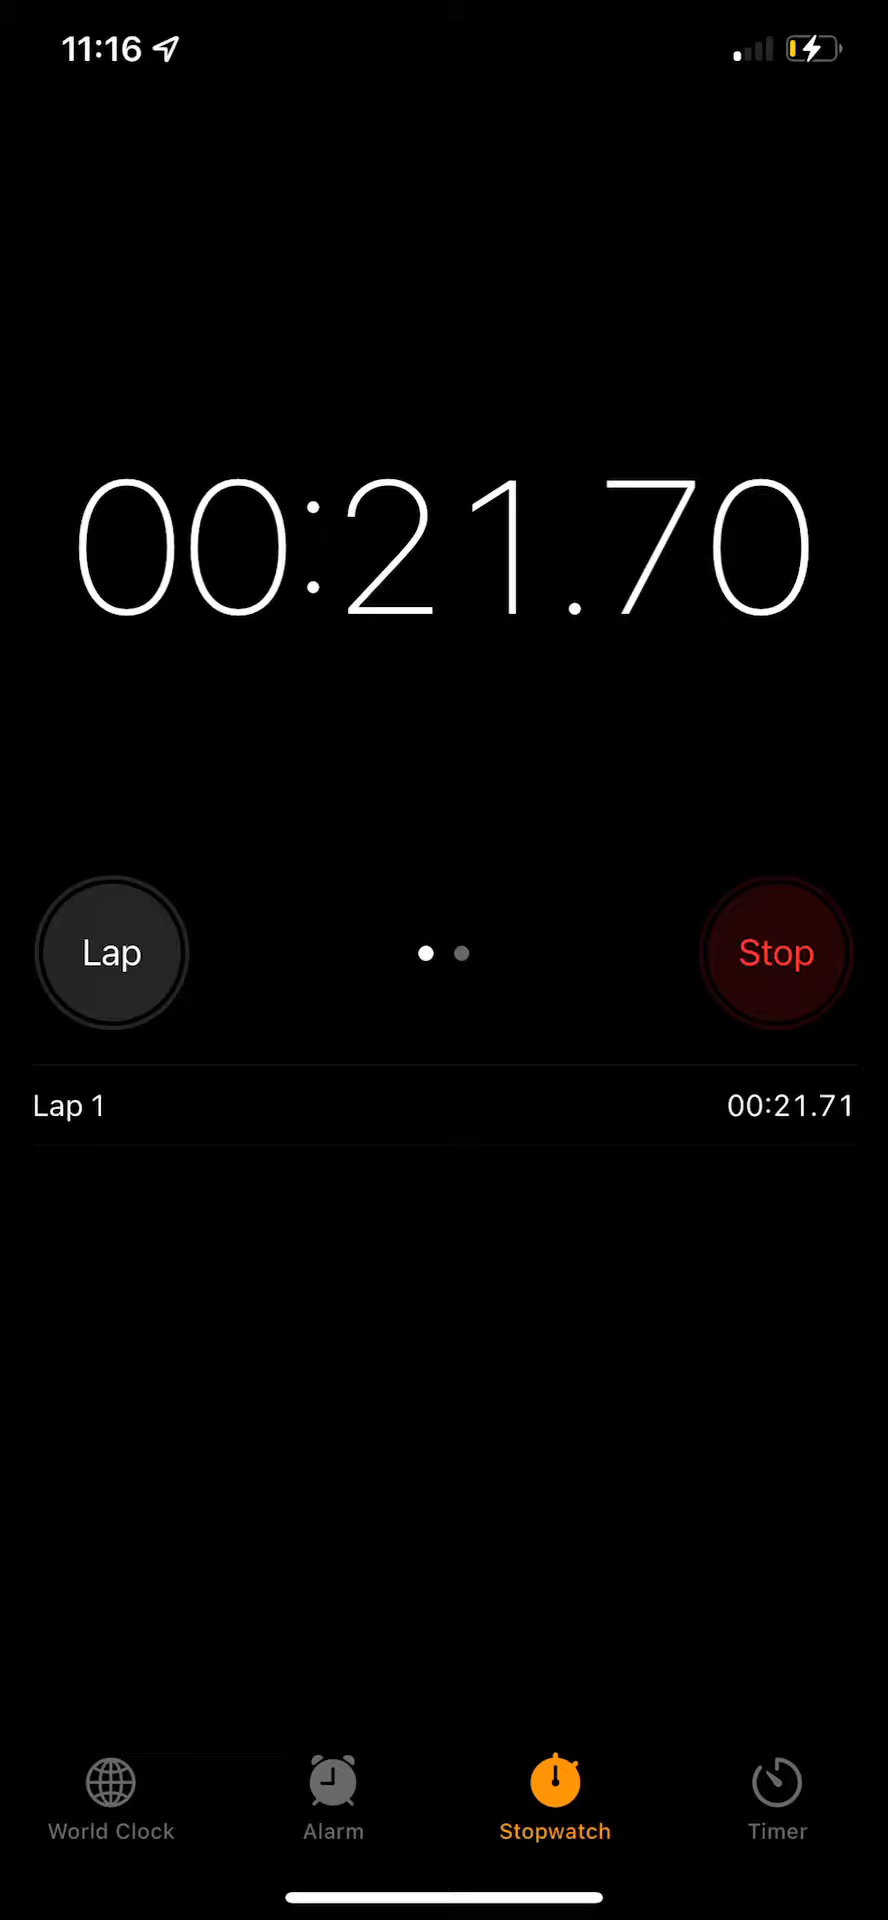 11:16
00:21.70
Lap
Stop
Lap 1 00:21.71
World Clock Alarm Stopwatch Timer